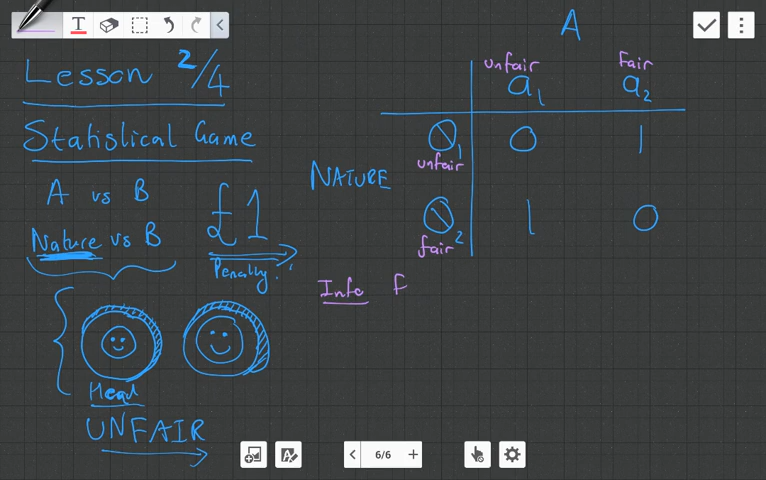 Lesson 2/4
Statistical Game
A vs B
Nature vs B
£1
Penalty
Head
UNFAIR
A
unfair fair
a1 a2
θ1 0 1
unfair
NATURE
θ2 1 0
fair
Info F
T
6/6